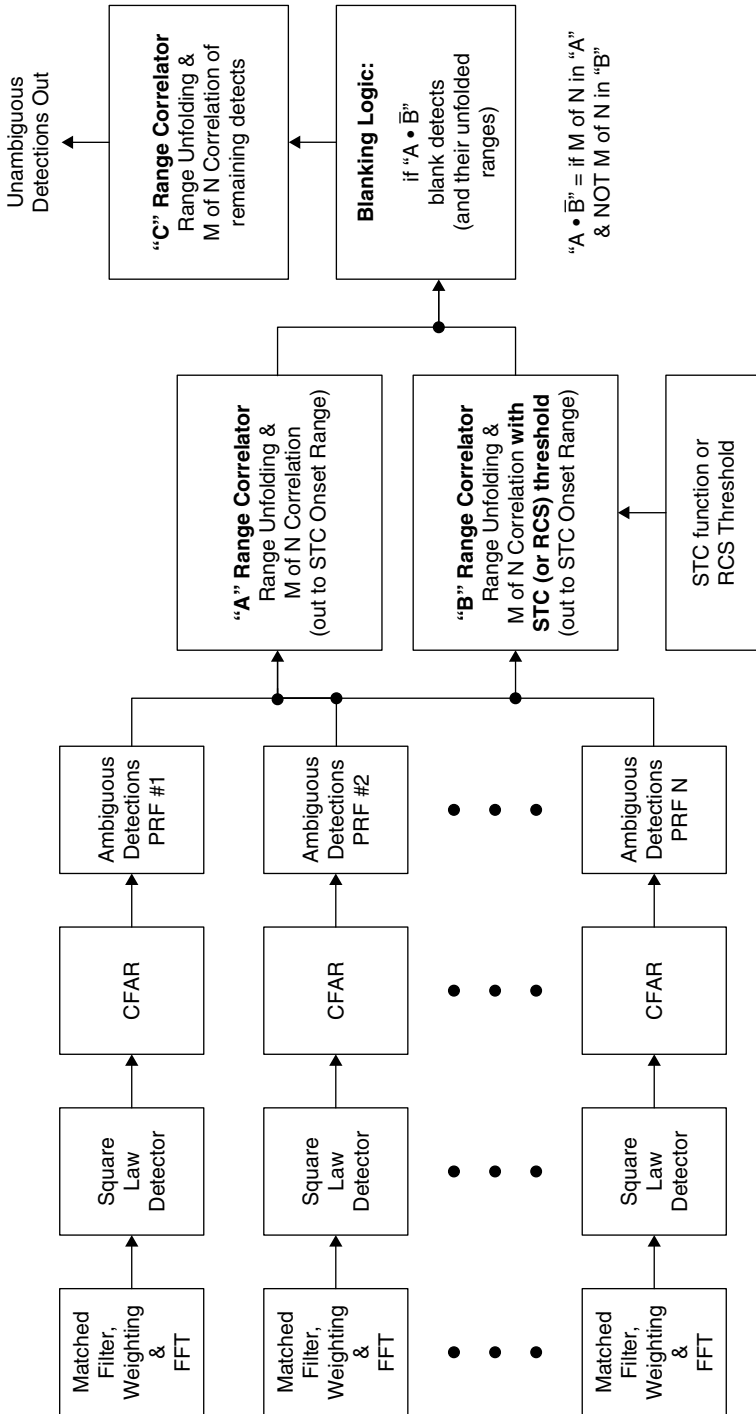 Matched
Filter,
Weighting
&
FFT
Square
Law
Detector
CFAR
Ambiguous
Detections
PRF #1
Matched
Filter,
Weighting
&
FFT
Square
Law
Detector
CFAR
Ambiguous
Detections
PRF #2
Matched
Filter,
Weighting
&
FFT
Square
Law
Detector
CFAR
Ambiguous
Detections
PRF N
“A” Range Correlator
Range Unfolding &
M of N Correlation
(out to STC Onset Range)
“B” Range Correlator
Range Unfolding &
M of N Correlation with
STC (or RCS) threshold
(out to STC Onset Range)
STC function or
RCS Threshold
Unambiguous
Detections Out
“C” Range Correlator
Range Unfolding &
M of N Correlation of
remaining detects
Blanking Logic:
if “A • B̅”
blank detects
(and their unfolded
ranges)
“A • B̅” = if M of N in “A”
& NOT M of N in “B”